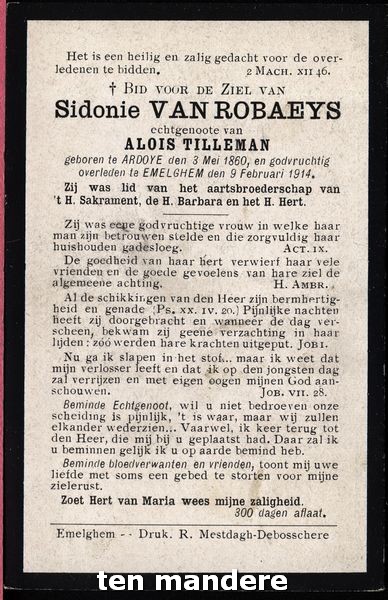 Het is een heilig en zalig gedacht voor de over-
ledenen te bidden. 2 MACH. XII 46.
† BID VOOR DE ZIEL VAN
Sidonie VAN ROBAEYS
echtgenoote van
ALOIS TILLEMAN
geboren te ARDOYE den 3 Mei 1860, en godvruchtig
overleden te EMELGHEM den 9 Februari 1914.
Zij was lid van het aartsbroederschap van
't H. Sakrament, de H. Barbara en het H. Hert.
Zij was eene godvruchtige vrouw in welke haar
man zijn betrouwen stelde en die zorgvuldig haar
huishouden gadesloeg. ACT. IX.
De goedheid van haar hert verwierf haar vele
vrienden en de goede gevoelens van hare ziel de
algemeene achting. H. AMBR.
Al de schikkingen van den Heer zijn bermhertig-
heid en genade (Ps. XX. IV. 20.) Pijnlijke nachten
heeft zij doorgebracht en wanneer de dag ver-
scheen, bekwam zij geene verzachting in haar
lijden: zóó werden hare krachten uitgeput. JOB I.
Nu ga ik slapen in het stof... maar ik weet dat
mijn verlosser leeft en dat ik op den jongsten dag
zal verrijzen en met eigen oogen mijnen God aan-
schouwen. JOB. VII. 28.
Beminde Echtgenoot, wil u niet bedroeven onze
scheiding is pijnlijk, 't is waar, maar wij zullen
elkander wederzien... Vaarwel, ik keer terug tot
den Heer, die mij bij u geplaatst had. Daar zal ik
u beminnen gelijk ik u op aarde bemind heb.
Beminde bloedverwanten en vrienden, toont mij uwe
liefde met soms een gebed te storten voor mijne
zielerust.
Zoet Hert van Maria wees mijne zaligheid.
300 dagen aflaat.
Emelghem -- Druk. R. Mestdagh-Debosschere
ten mandere